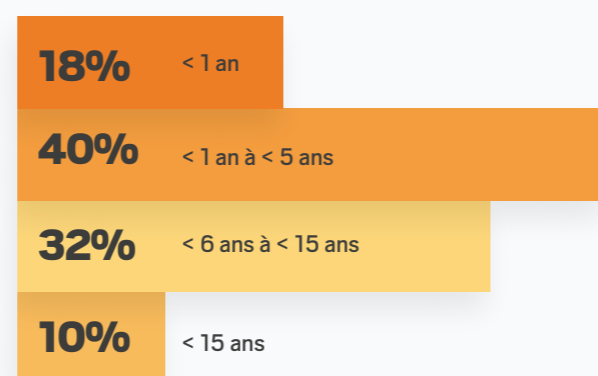 18% < 1 an
40% < 1 an à < 5 ans
32% < 6 ans à < 15 ans
10% < 15 ans